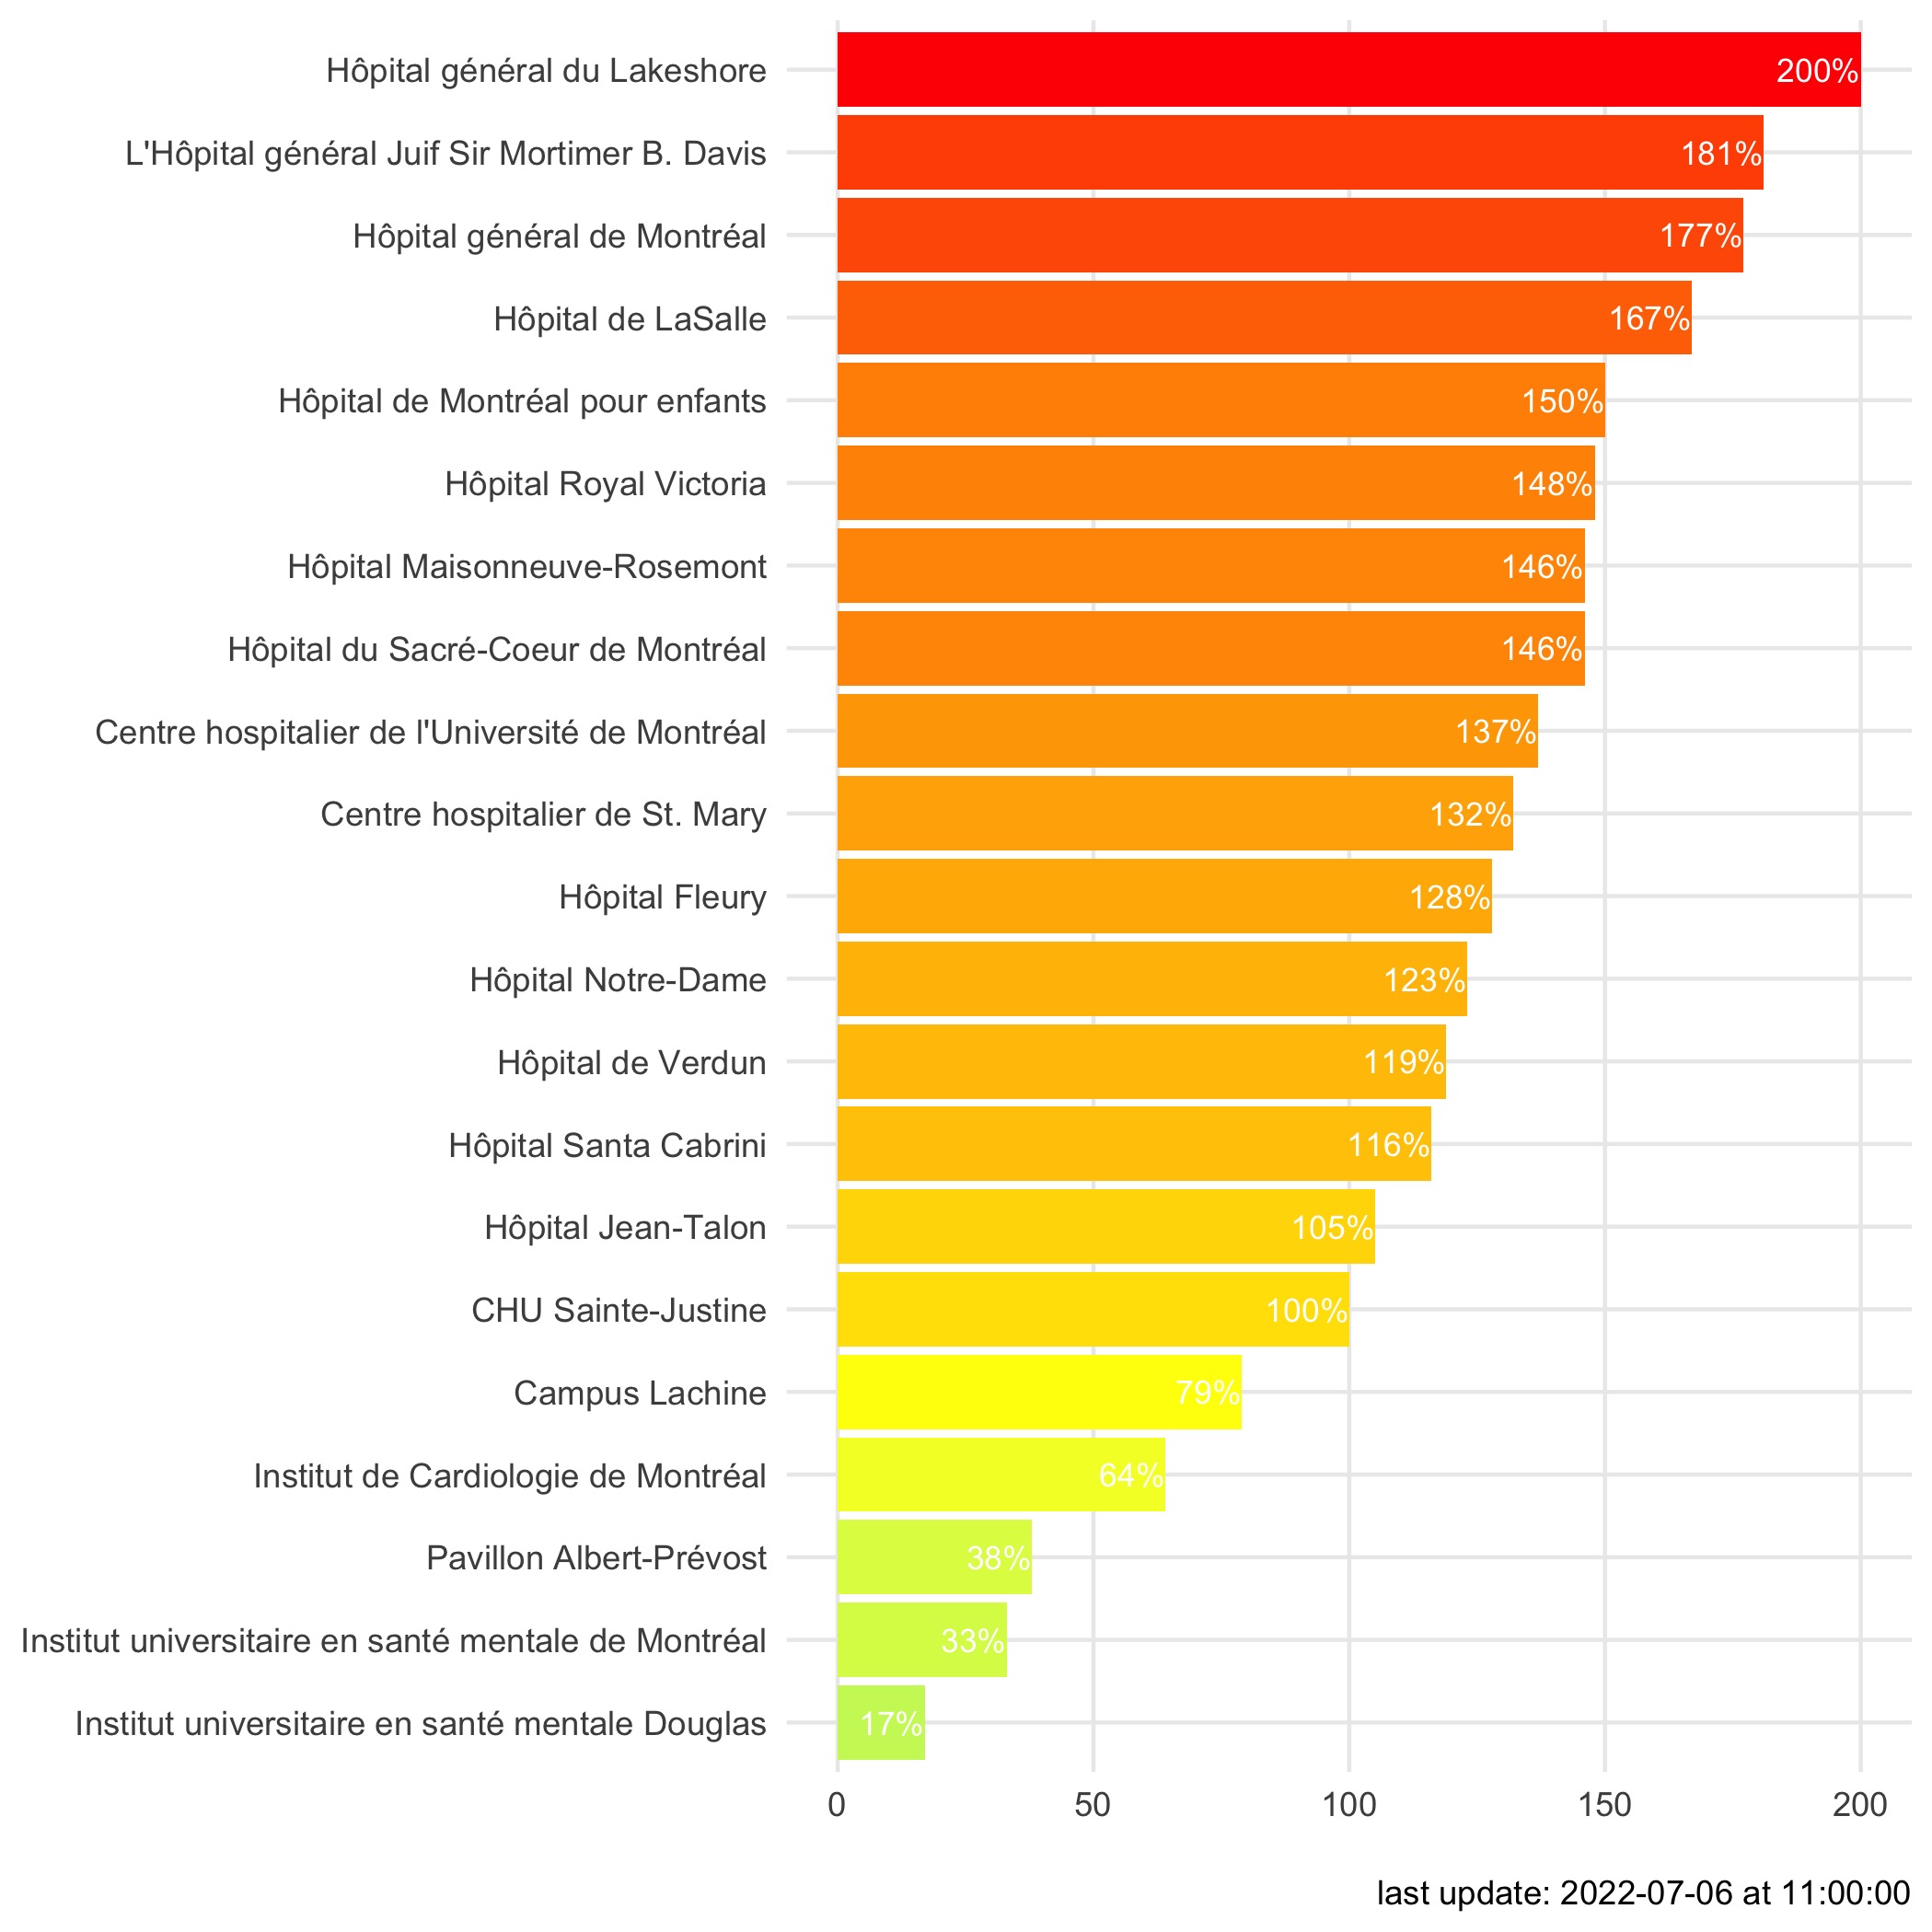 Hôpital général du Lakeshore 200%
L'Hôpital général Juif Sir Mortimer B. Davis 181%
Hôpital général de Montréal 177%
Hôpital de LaSalle 167%
Hôpital de Montréal pour enfants 150%
Hôpital Royal Victoria 148%
Hôpital Maisonneuve-Rosemont 146%
Hôpital du Sacré-Coeur de Montréal 146%
Centre hospitalier de l'Université de Montréal 137%
Centre hospitalier de St. Mary 132%
Hôpital Fleury 128%
Hôpital Notre-Dame 123%
Hôpital de Verdun 119%
Hôpital Santa Cabrini 116%
Hôpital Jean-Talon 105%
CHU Sainte-Justine 100%
Campus Lachine 79%
Institut de Cardiologie de Montréal 64%
Pavillon Albert-Prévost 38%
Institut universitaire en santé mentale de Montréal 33%
Institut universitaire en santé mentale Douglas 17%
0 50 100 150 200
last update: 2022-07-06 at 11:00:00